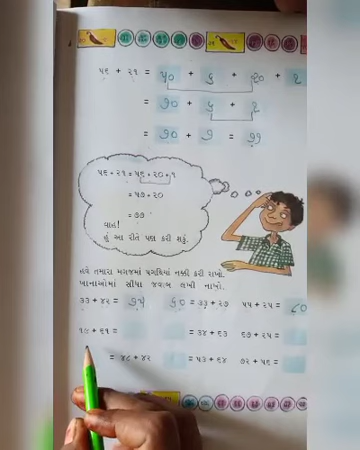 ૫૬ + ૨૧ = ૫૦ + ૬ + ૨૦ + ૧
= ૭૦ + ૬ + ૧
= ૭૦ + ૭ = ૭૭
૫૬ + ૨૧ = ૫૬ + ૨૦ + ૧
= ૭૬ + ૧
= ૭૭
વાહ!
હું આ રીતે પણ કરી શકું.
હવે તમારા મગજમાં પગથિયાં નક્કી કરી રાખો.
ખાનાઓમાં સીધા જવાબ લખી નાખો.
૩૩ + ૪૨ = ૭૫ ૬૦ = ૩૩ + ૨૭ ૫૫ + ૨૫ = ૮૦
૧૯ + ૬૧ = = ૩૪ + ૬૩ ૬૭ + ૨૫ =
= ૪૮ + ૪૨ = ૫૩ + ૬૪ ૭૨ + ૫૬ =